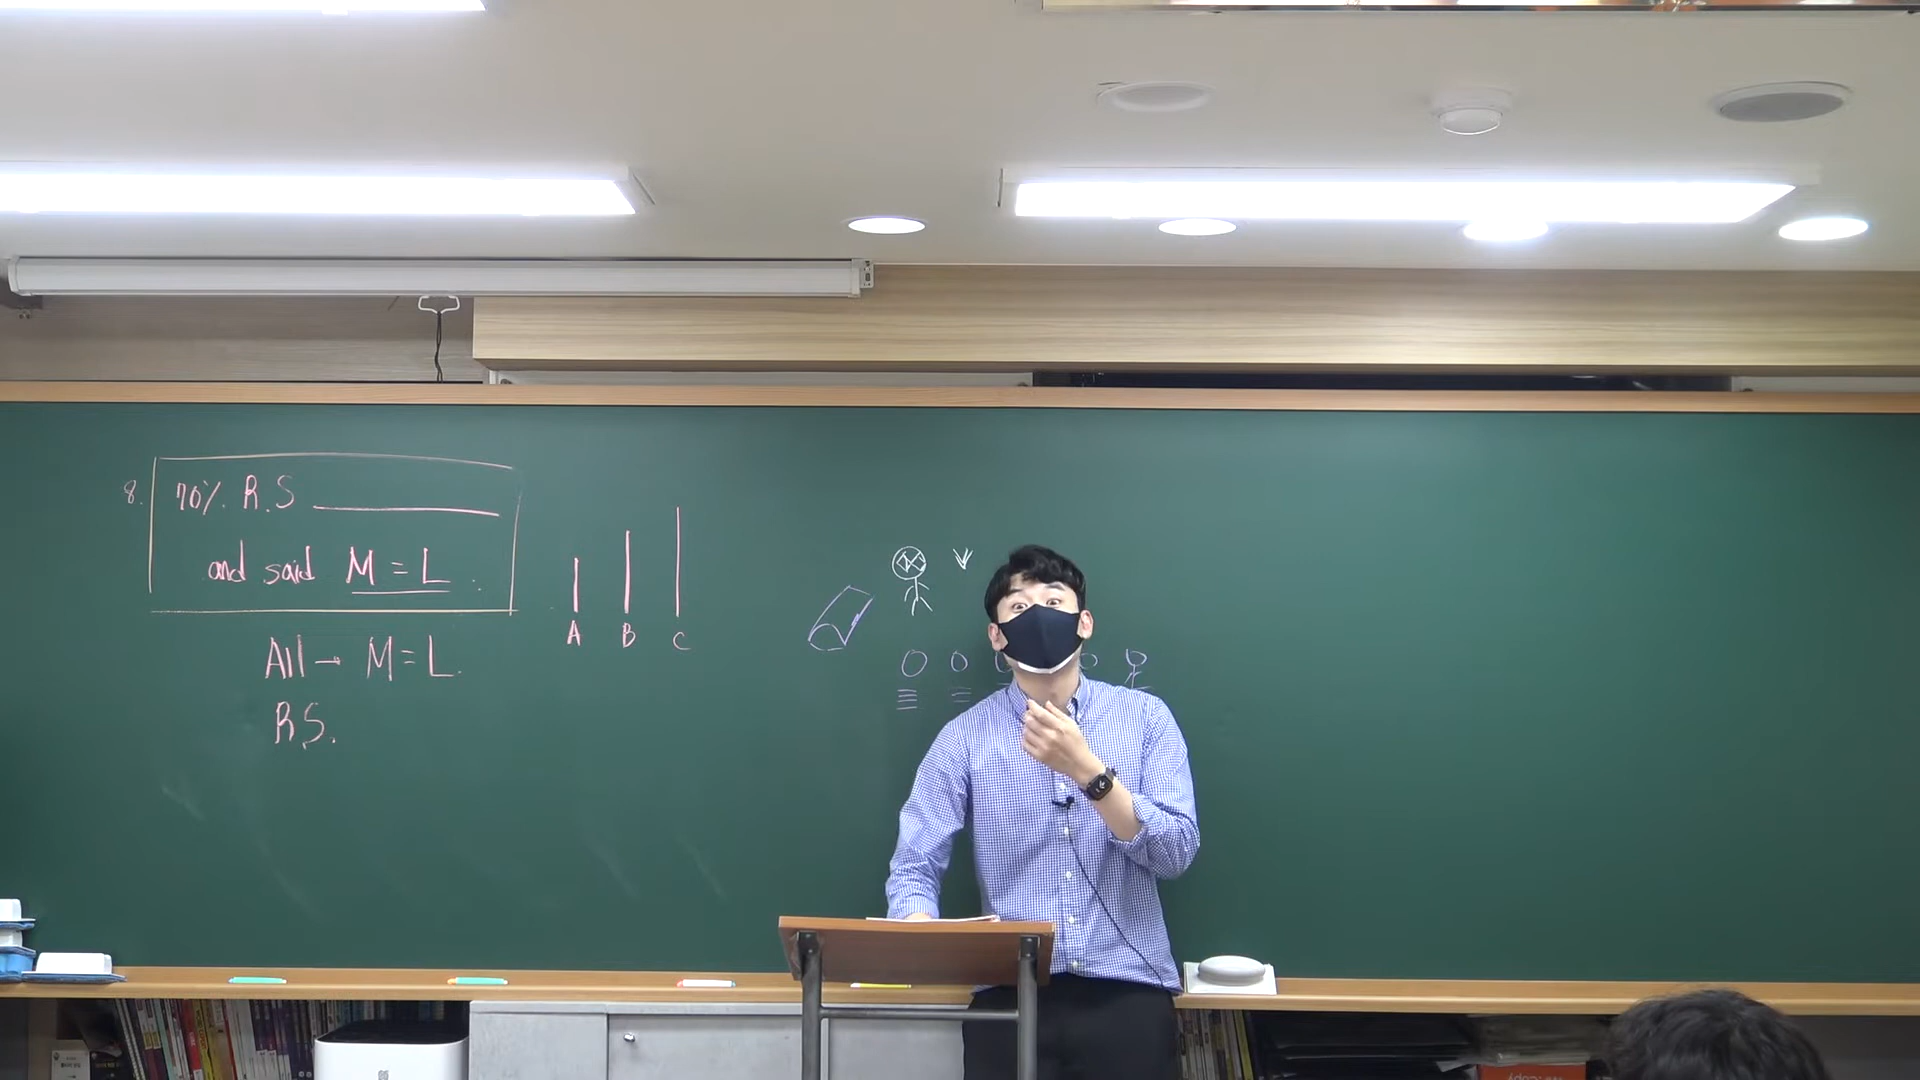 8.
70% R.S
and said M = L.
All → M = L.
R.S.
A B C